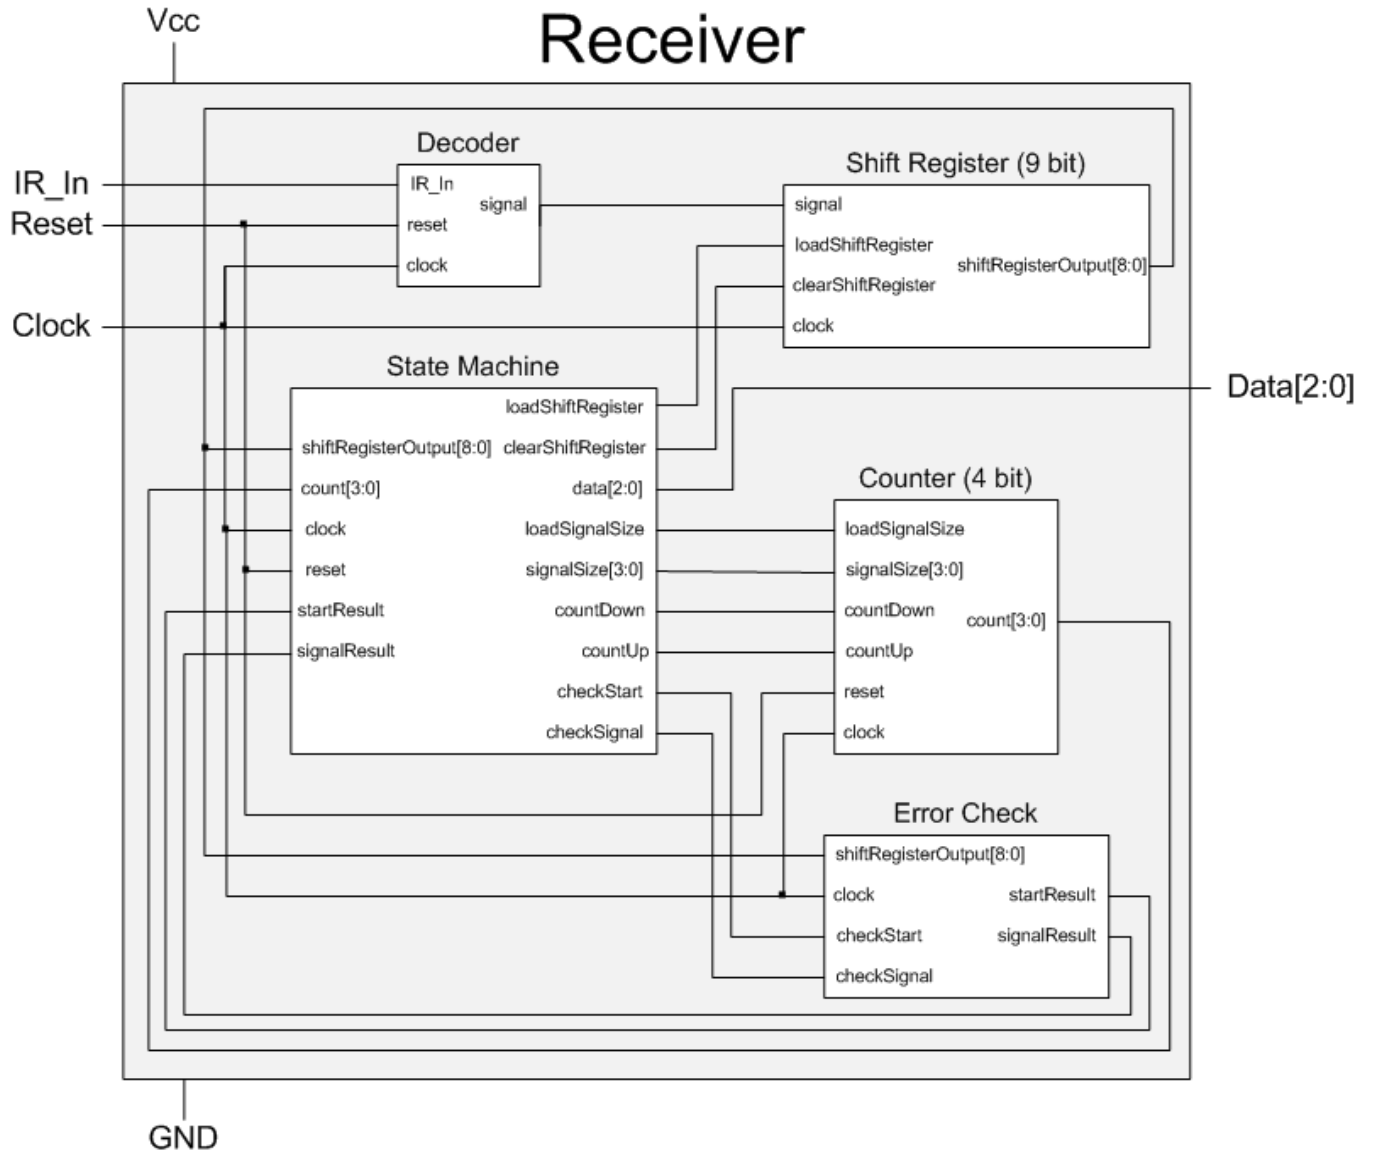 Vcc
Receiver
Decoder
IR_In
IR_In
signal
Reset
reset
clock
Clock
Shift Register (9 bit)
signal
loadShiftRegister
shiftRegisterOutput[8:0]
clearShiftRegister
clock
State Machine
loadShiftRegister
shiftRegisterOutput[8:0]
clearShiftRegister
count[3:0]
data[2:0]
clock
loadSignalSize
reset
signalSize[3:0]
startResult
countDown
signalResult
countUp
checkStart
checkSignal
Data[2:0]
Counter (4 bit)
loadSignalSize
signalSize[3:0]
countDown
count[3:0]
countUp
reset
clock
Error Check
shiftRegisterOutput[8:0]
clock
startResult
checkStart
signalResult
checkSignal
GND